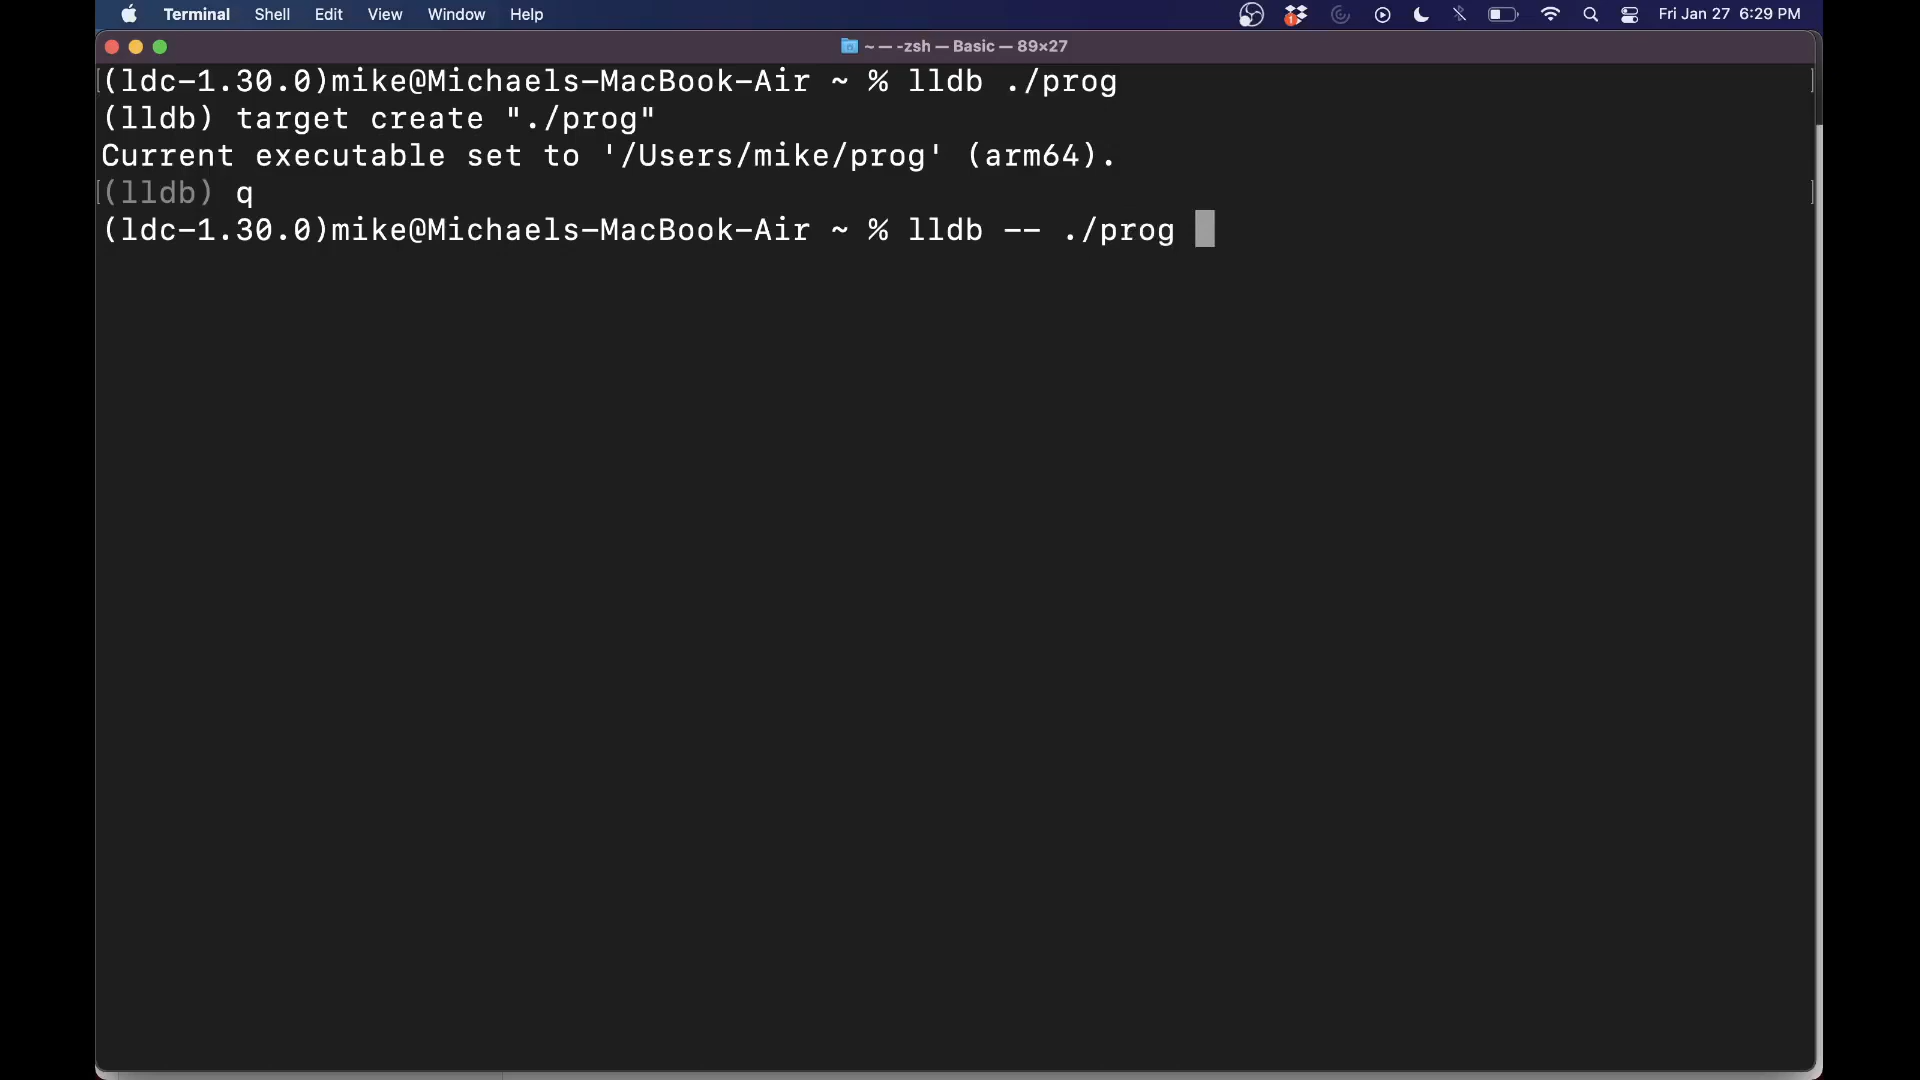 Terminal Shell Edit View Window Help 1 Fri Jan 27 6:29 PM
~ — -zsh — Basic — 89×27
(ldc-1.30.0)mike@Michaels-MacBook-Air ~ % lldb ./prog
(lldb) target create "./prog"
Current executable set to '/Users/mike/prog' (arm64).
(lldb) q
(ldc-1.30.0)mike@Michaels-MacBook-Air ~ % lldb -- ./prog